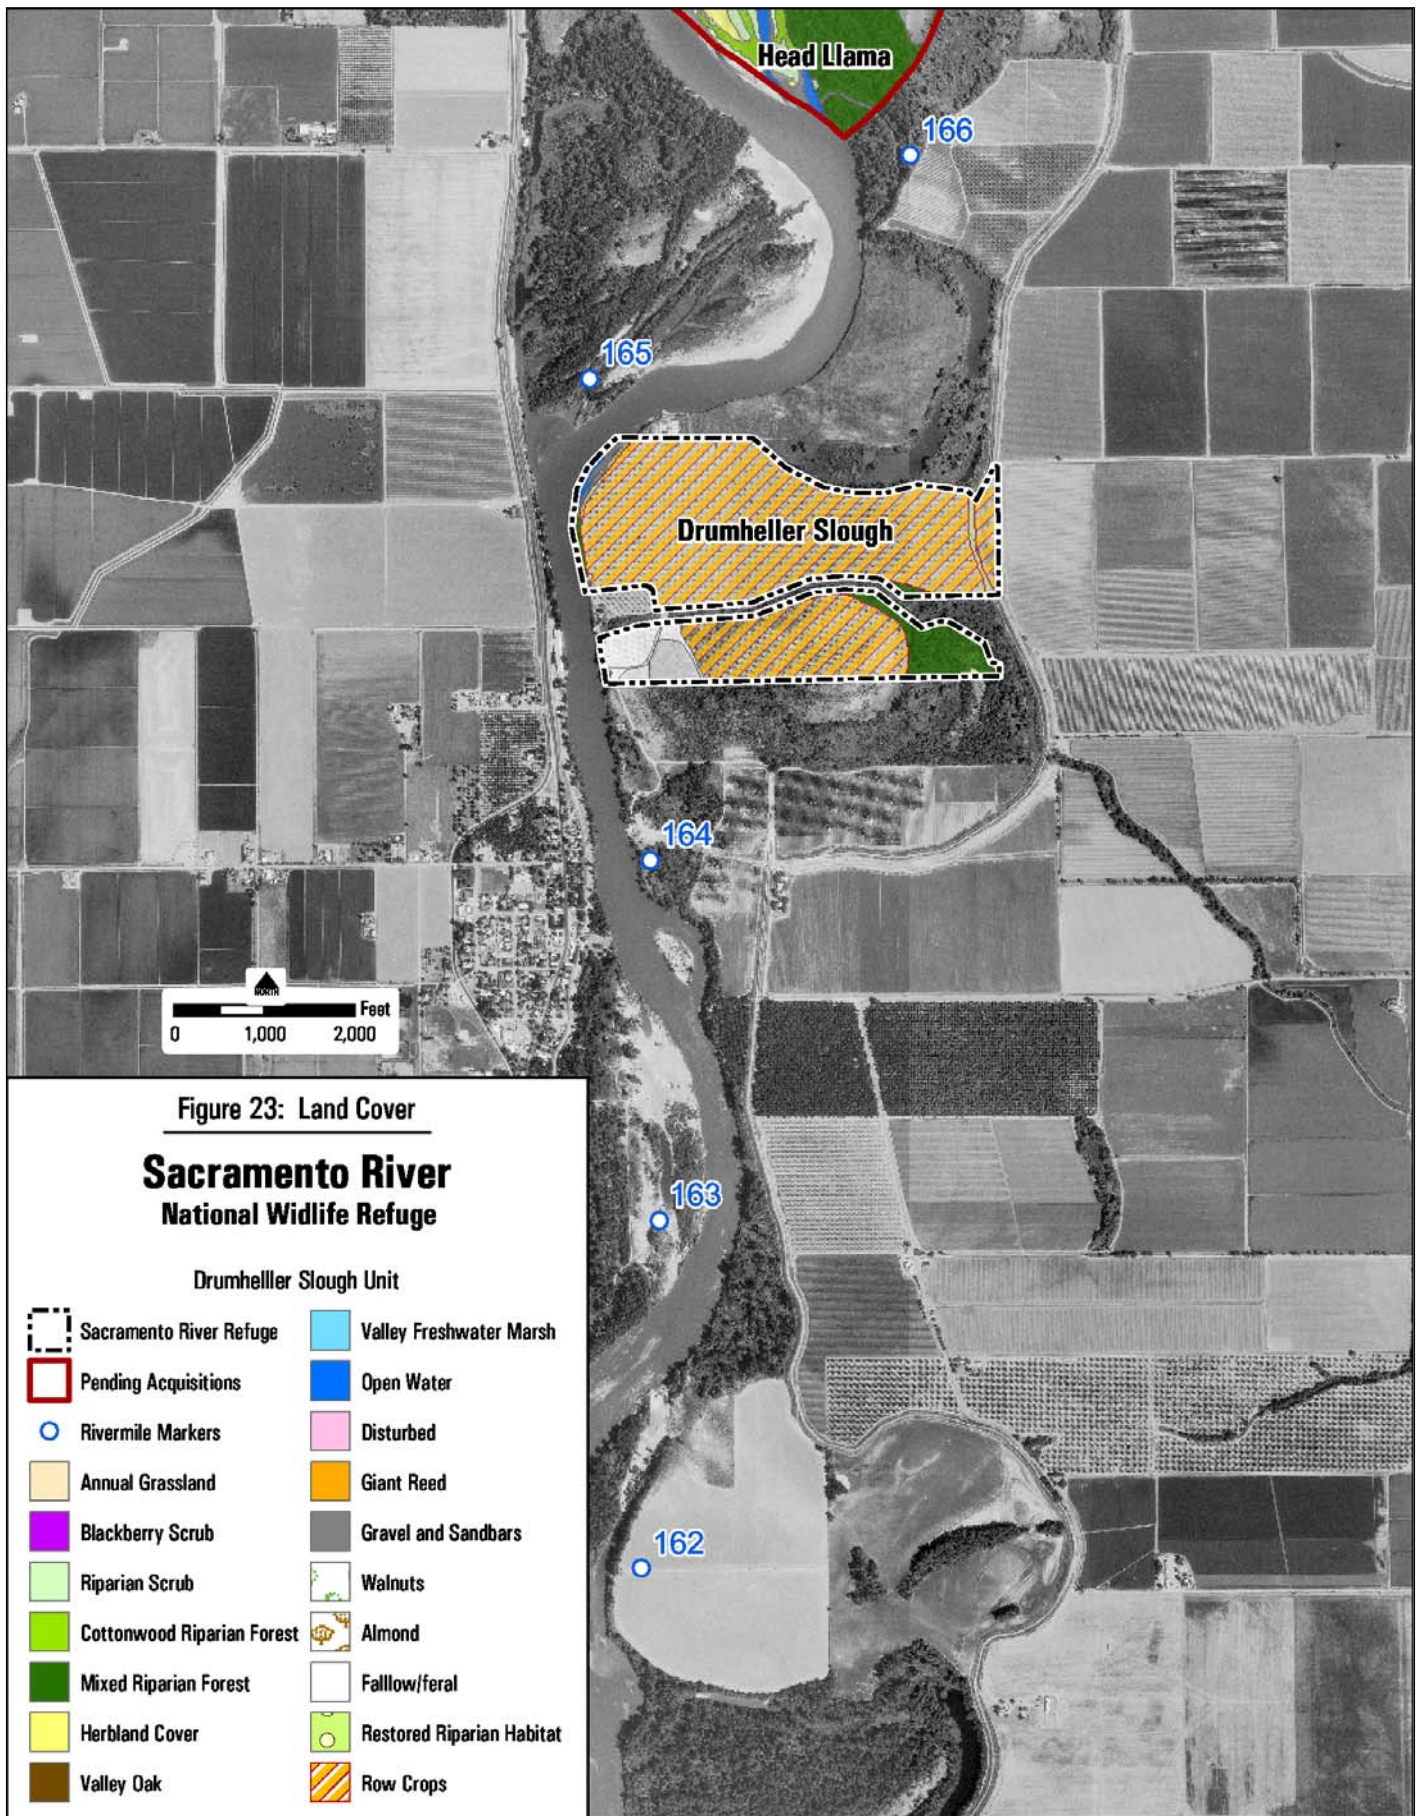 Head Llama
166
165
Drumheller Slough
164
NORTH
Feet
0 1,000 2,000
163
162
Figure 23: Land Cover
Sacramento River
National Widlife Refuge
Drumhelller Slough Unit
Sacramento River Refuge
Pending Acquisitions
Rivermile Markers
Annual Grassland
Blackberry Scrub
Riparian Scrub
Cottonwood Riparian Forest
Mixed Riparian Forest
Herbland Cover
Valley Oak
Valley Freshwater Marsh
Open Water
Disturbed
Giant Reed
Gravel and Sandbars
Walnuts
Almond
Falllow/feral
Restored Riparian Habitat
Row Crops